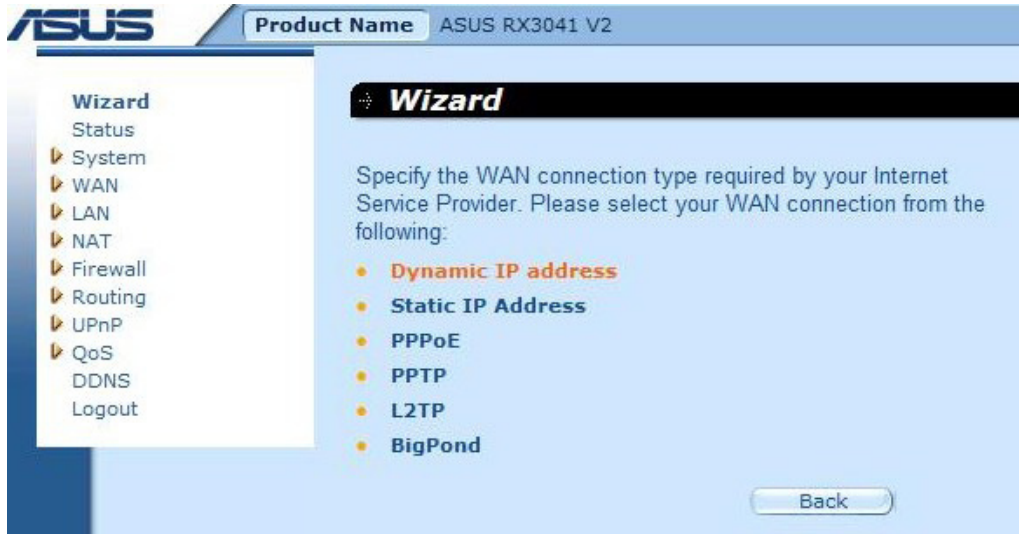 ASUS
Product Name ASUS RX3041 V2
Wizard
Status
System
WAN
LAN
NAT
Firewall
Routing
UPnP
QoS
DDNS
Logout
Wizard
Specify the WAN connection type required by your Internet
Service Provider. Please select your WAN connection from the
following:
Dynamic IP address
Static IP Address
PPPoE
PPTP
L2TP
BigPond
Back